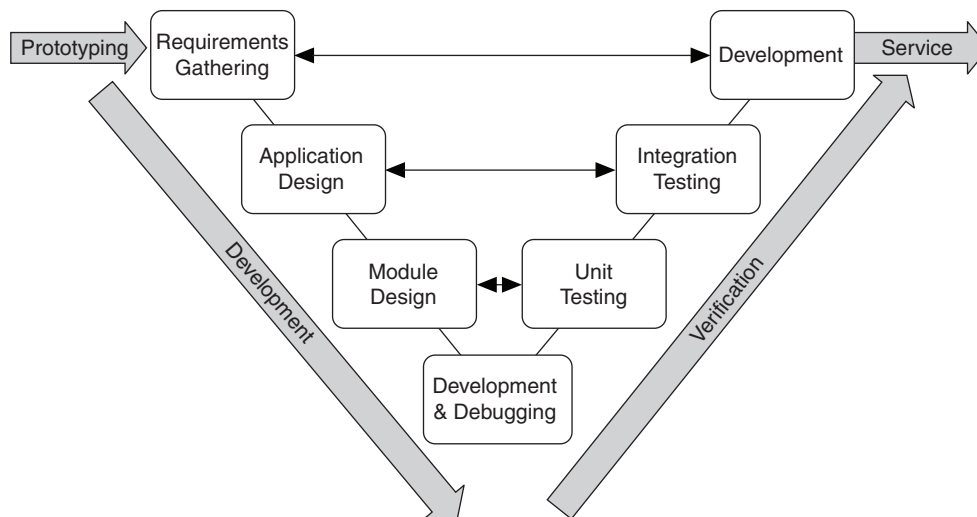 Prototyping
Requirements
Gathering
Development
Service
Application
Design
Integration
Testing
Development
Module
Design
Unit
Testing
Verification
Development
& Debugging